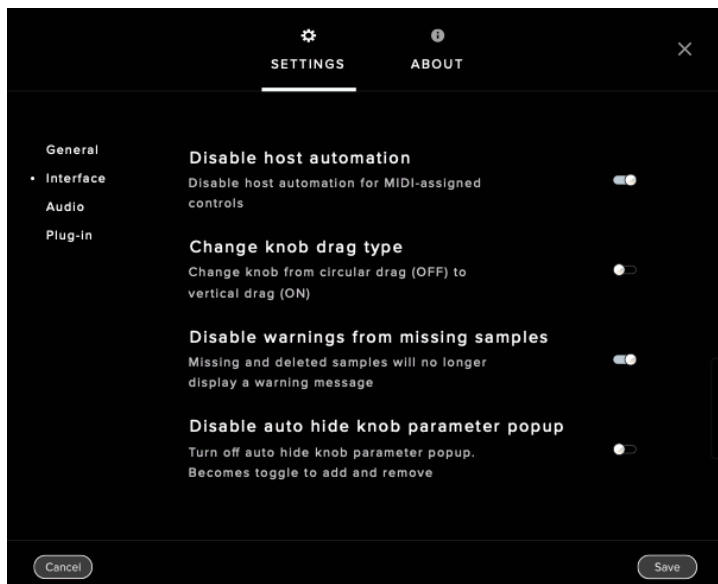 SETTINGS
ABOUT
General
Interface
Audio
Plug-in
Disable host automation
Disable host automation for MIDI-assigned
controls
Change knob drag type
Change knob from circular drag (OFF) to
vertical drag (ON)
Disable warnings from missing samples
Missing and deleted samples will no longer
display a warning message
Disable auto hide knob parameter popup
Turn off auto hide knob parameter popup.
Becomes toggle to add and remove
Cancel
Save